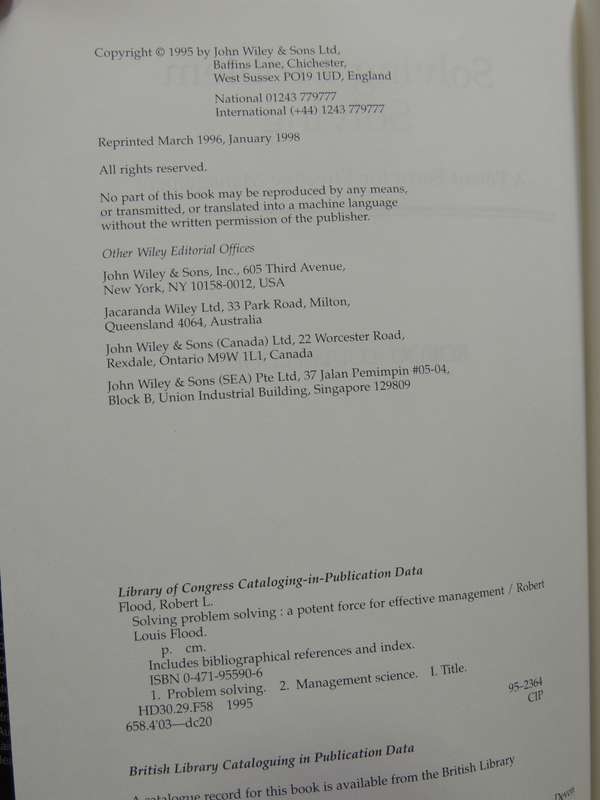 Copyright © 1995 by John Wiley & Sons Ltd,
Baffins Lane, Chichester,
West Sussex PO19 1UD, England
National 01243 779777
International (+44) 1243 779777
Reprinted March 1996, January 1998
All rights reserved.
No part of this book may be reproduced by any means,
or transmitted, or translated into a machine language
without the written permission of the publisher.
Other Wiley Editorial Offices
John Wiley & Sons, Inc., 605 Third Avenue,
New York, NY 10158-0012, USA
Jacaranda Wiley Ltd, 33 Park Road, Milton,
Queensland 4064, Australia
John Wiley & Sons (Canada) Ltd, 22 Worcester Road,
Rexdale, Ontario M9W 1L1, Canada
John Wiley & Sons (SEA) Pte Ltd, 37 Jalan Pemimpin #05-04,
Block B, Union Industrial Building, Singapore 129809
Library of Congress Cataloging-in-Publication Data
Flood, Robert L.
Solving problem solving : a potent force for effective management / Robert
Louis Flood.
p. cm.
Includes bibliographical references and index.
ISBN 0-471-95590-6
1. Problem solving. 2. Management science. I. Title.
HD30.29.F58 1995
658.4'03—dc20
95-2364
CIP
British Library Cataloguing in Publication Data
A catalogue record for this book is available from the British Library
Devon